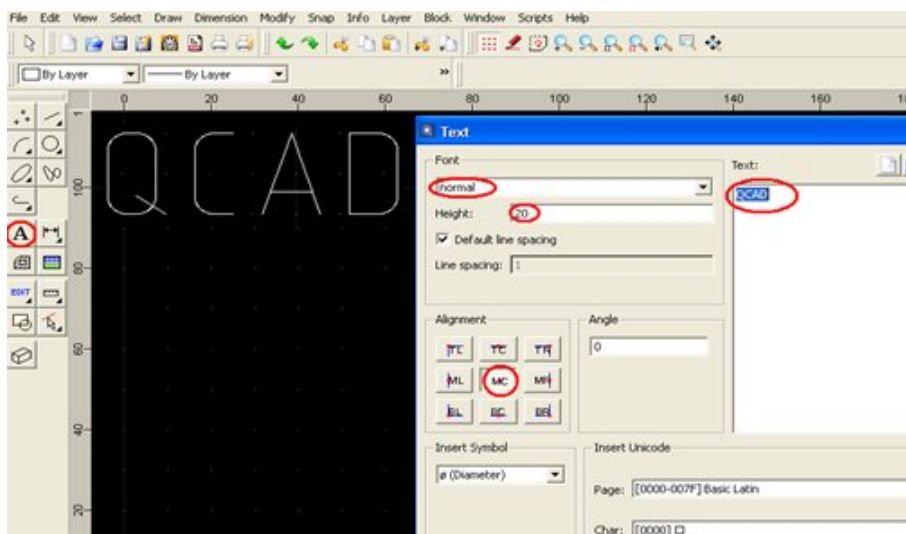 File Edit View Select Draw Dimension Modify Snap Info Layer Block Window Scripts Help
By Layer By Layer »
0 20 40 60 80 100 120 140 160
QCAD
100
80
60
40
20
A
EDIT
Text
Font
normal
Height: 20
Default line spacing
Line spacing: 1
Text:
QCAD
Alignment
TL TC TR
ML MC MR
BL BC BR
Angle
0
Insert Symbol
ø (Diameter)
Insert Unicode
Page: [0000-007F] Basic Latin
Char: [0000]